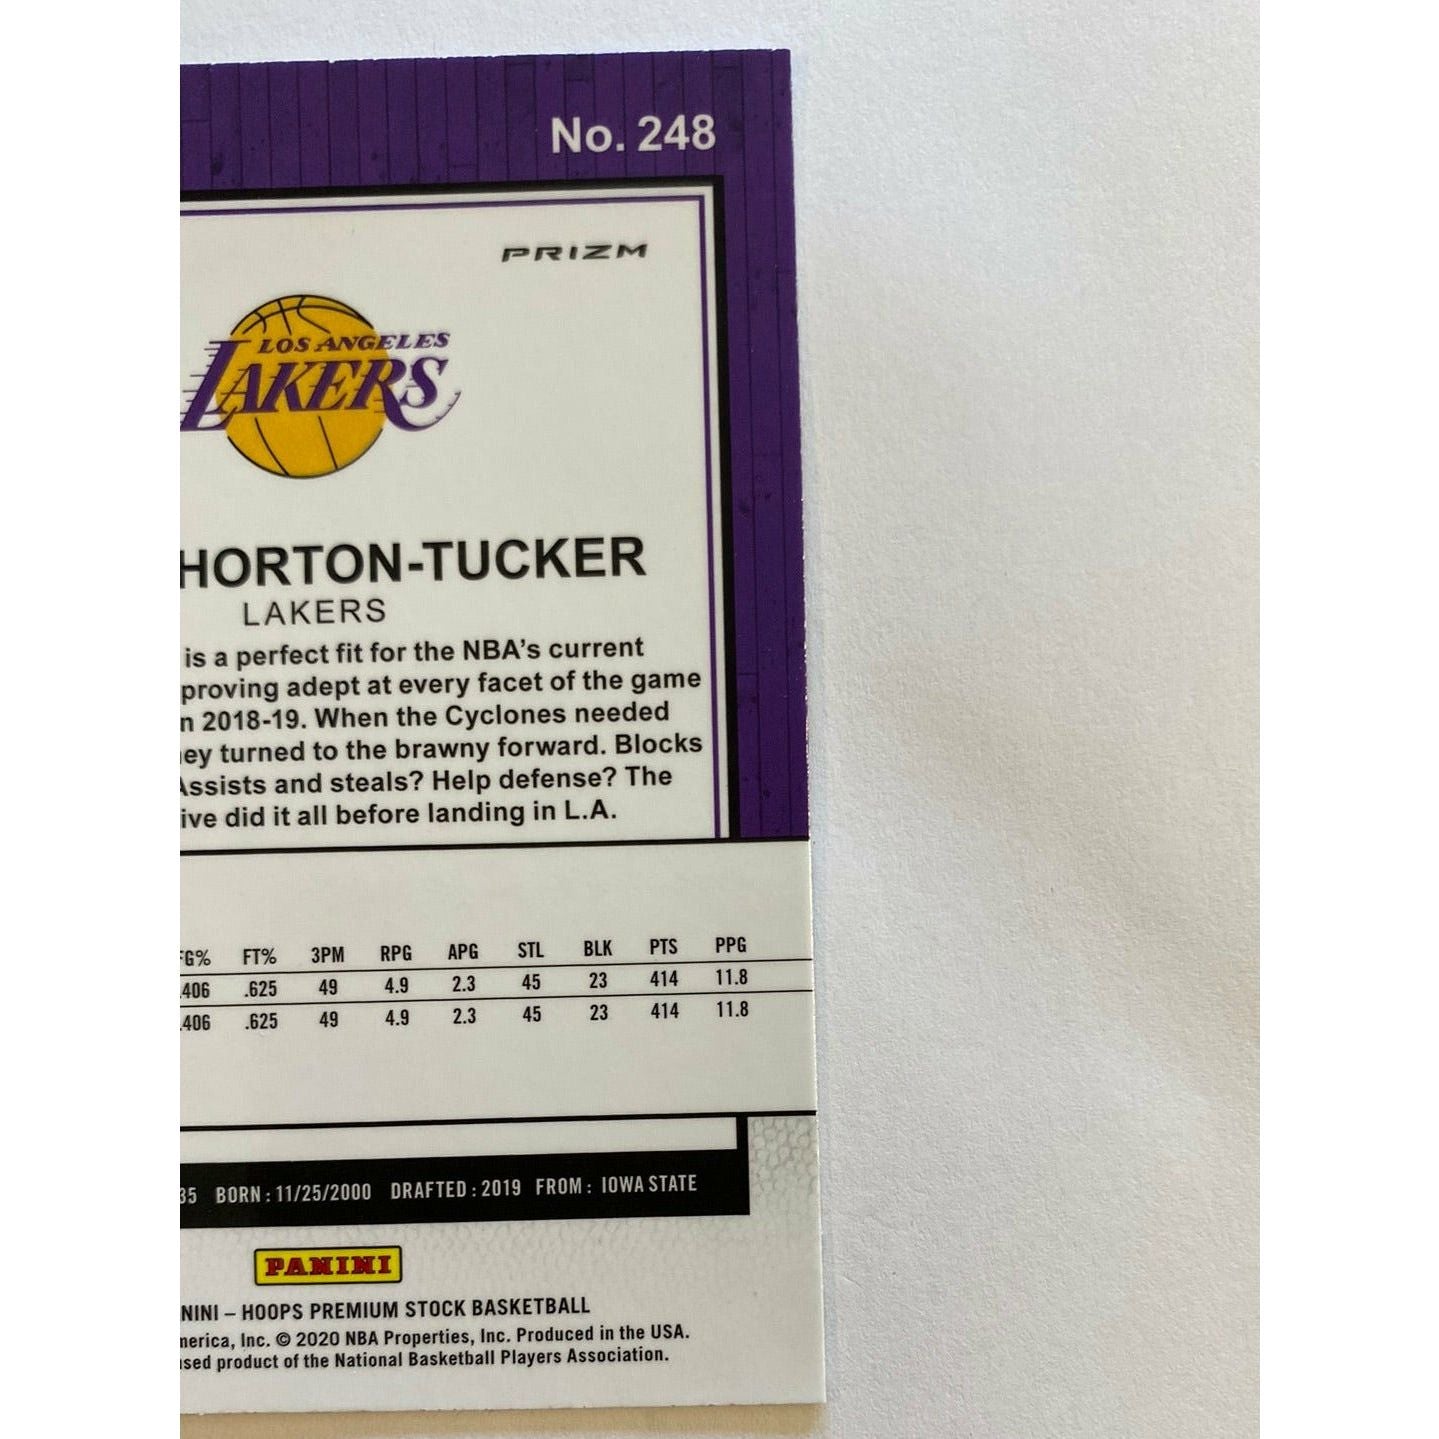 No. 248
PRIZM
LOS ANGELES
LAKERS
HORTON-TUCKER
LAKERS
is a perfect fit for the NBA's current
proving adept at every facet of the game
n 2018-19. When the Cyclones needed
ey turned to the brawny forward. Blocks
Assists and steals? Help defense? The
ive did it all before landing in L.A.
FG% FT% 3PM RPG APG STL BLK PTS PPG
.406 .625 49 4.9 2.3 45 23 414 11.8
.406 .625 49 4.9 2.3 45 23 414 11.8
35 BORN: 11/25/2000 DRAFTED: 2019 FROM: IOWA STATE
PANINI
NINI – HOOPS PREMIUM STOCK BASKETBALL
merica, Inc. © 2020 NBA Properties, Inc. Produced in the USA.
sed product of the National Basketball Players Association.